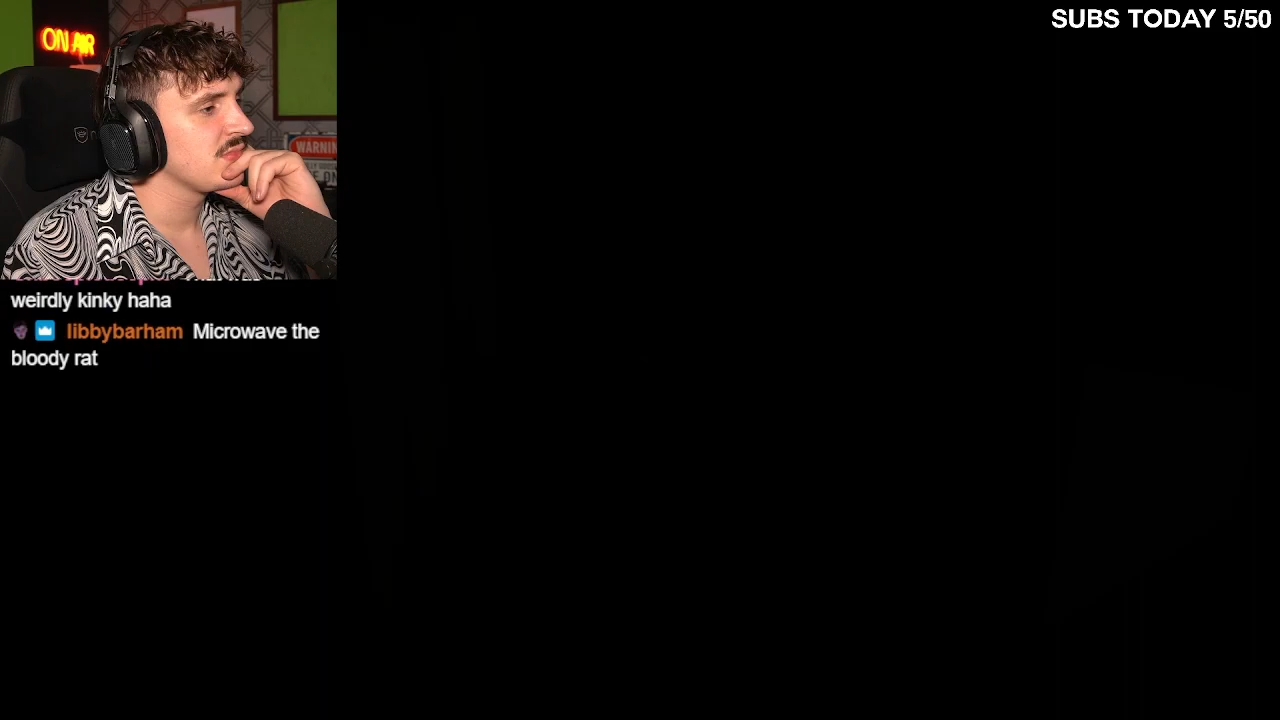 SUBS TODAY 5/50
ON AIR
WARNIN
weirdly kinky haha
libbybarham Microwave the
bloody rat